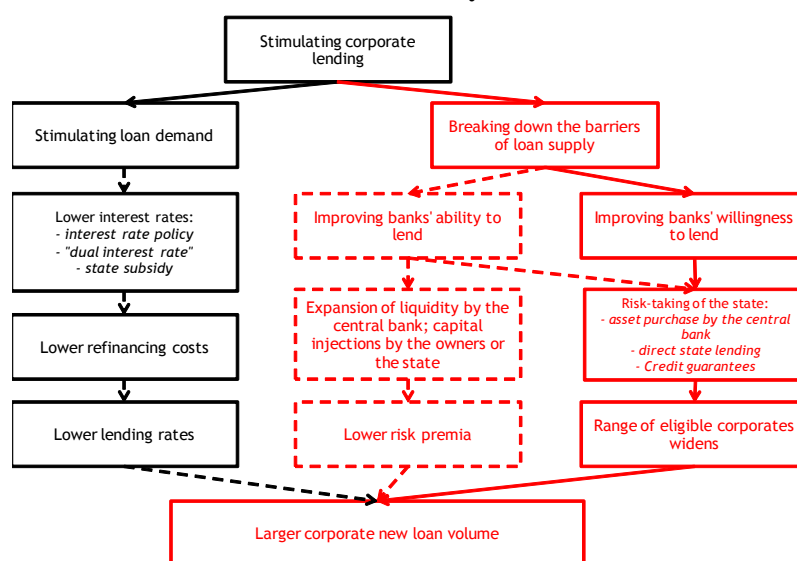 Stimulating corporate
lending
Stimulating loan demand
Breaking down the barriers
of loan supply
Lower interest rates:
- interest rate policy
- "dual interest rate"
- state subsidy
Improving banks' ability to
lend
Improving banks' willingness
to lend
Lower refinancing costs
Expansion of liquidity by the
central bank; capital
injections by the owners or
the state
Risk-taking of the state:
- asset purchase by the central
bank
- direct state lending
- Credit guarantees
Lower lending rates
Lower risk premia
Range of eligible corporates
widens
Larger corporate new loan volume